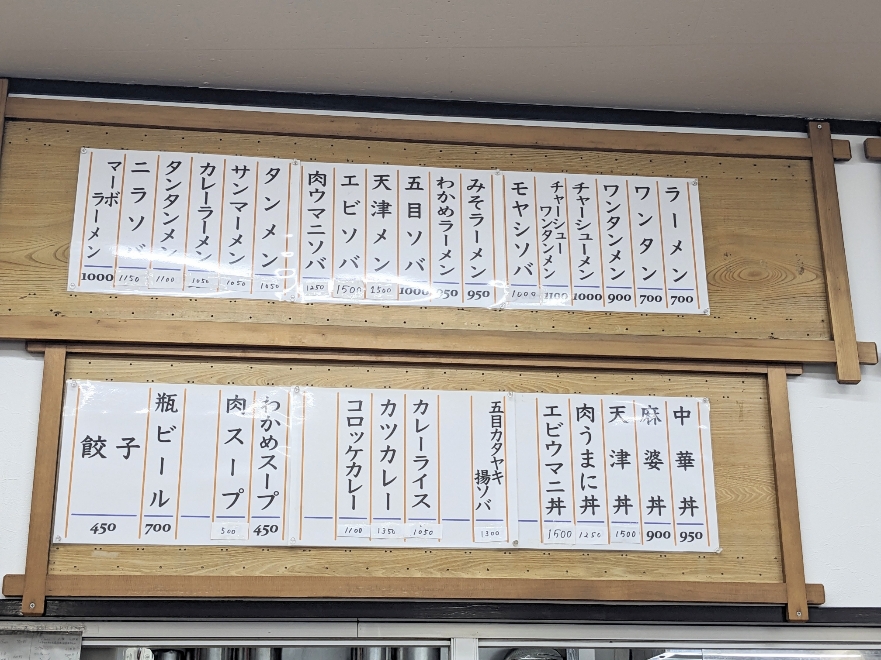 ラーメン 700
ワンタン 700
ワンタンメン 900
チャーシューメン 1000
チャーシューワンタンメン 1100
モヤシソバ 1000
みそラーメン 950
わかめラーメン 950
五目ソバ 1000
天津メン 1500
エビソバ 1500
肉ウマニソバ 1250
タンメン 1050
サンマーメン 1050
カレーラーメン 1050
タンタンメン 1100
ニラソバ 1150
マーボラーメン 1000
中華丼 950
麻婆丼 900
天津丼 1500
肉うまに丼 1250
エビウマニ丼 1500
五目カタヤキ揚ソバ 1300
カレーライス 1050
カツカレー 1350
コロッケカレー 1100
わかめスープ 450
肉スープ 500
瓶ビール 700
餃子 450